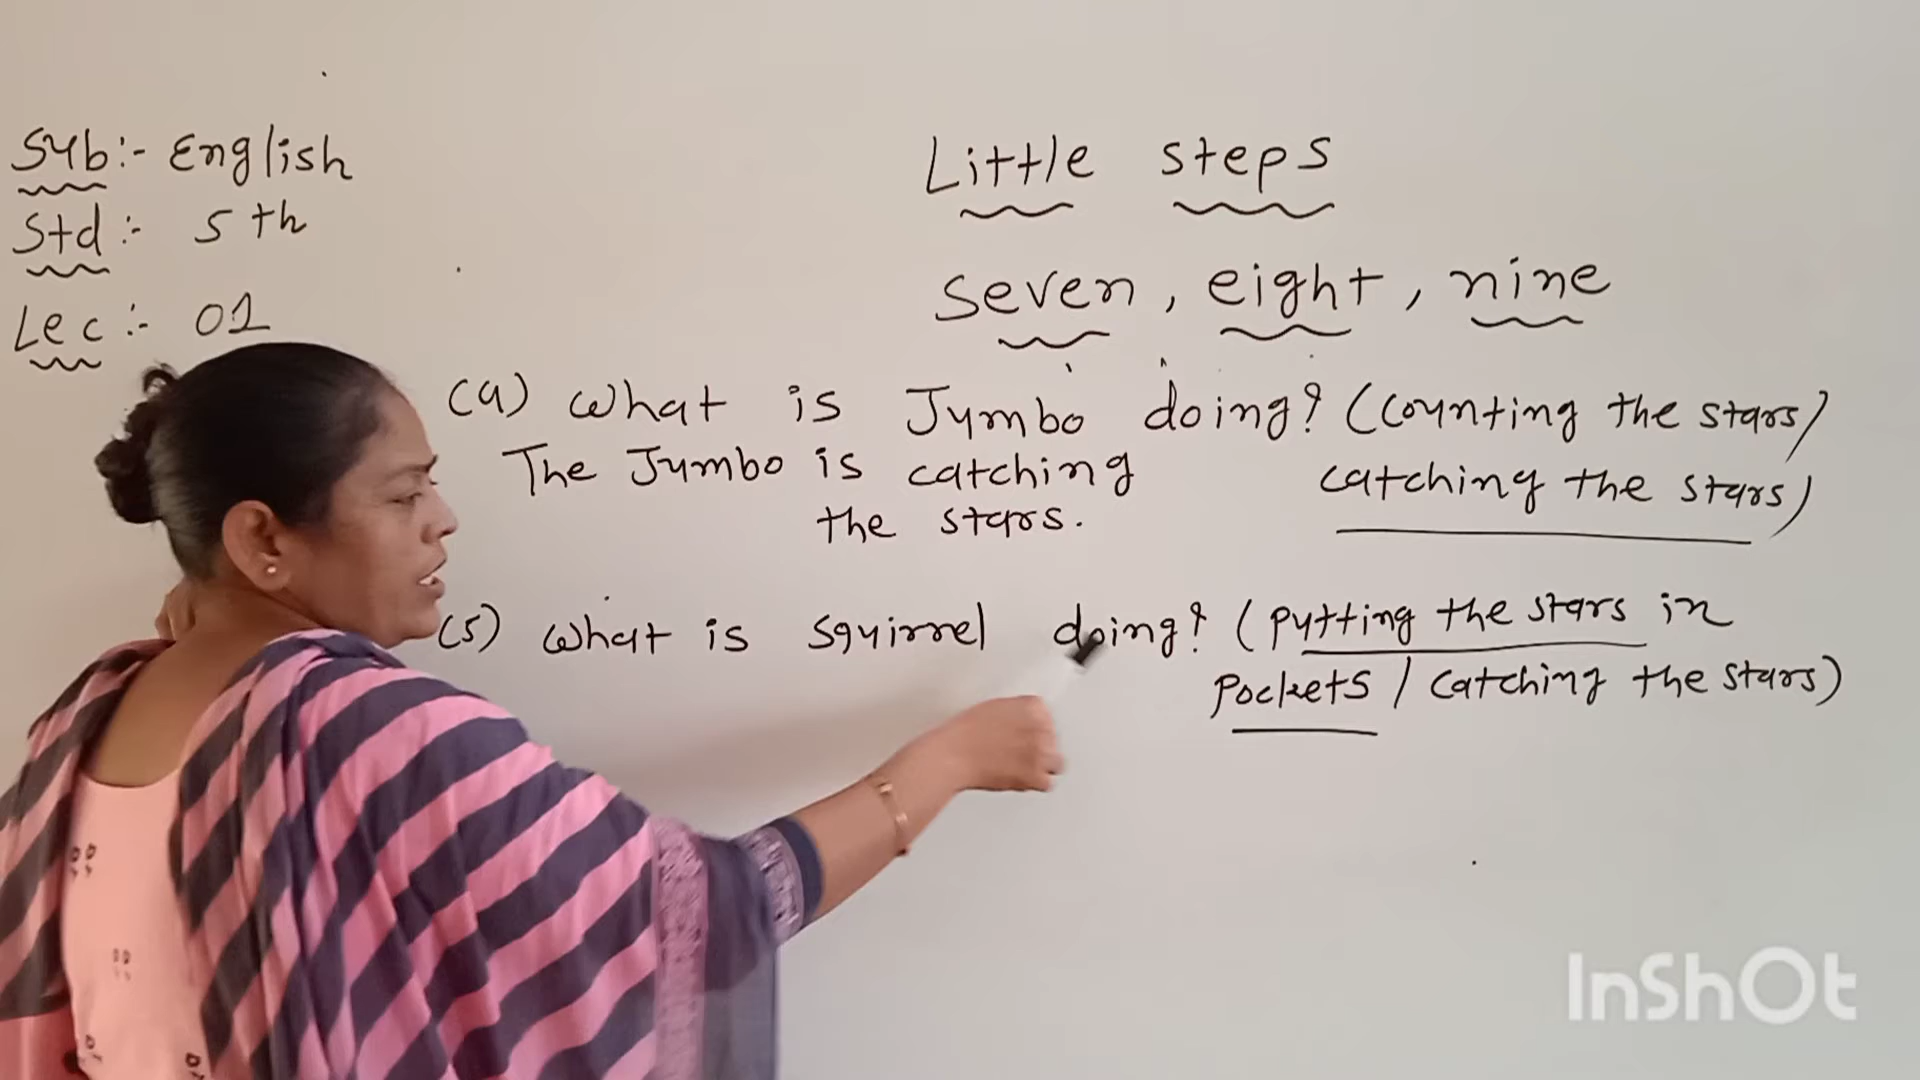 Sub:- English
Std:- 5th
Lec:- 01
Little steps
seven, eight, nine
(4) What is Jumbo doing? (counting the stars/
catching the stars)
The Jumbo is catching
the stars.
(5) What is squirrel doing? (putting the stars in
pockets / catching the stars)
InShOt